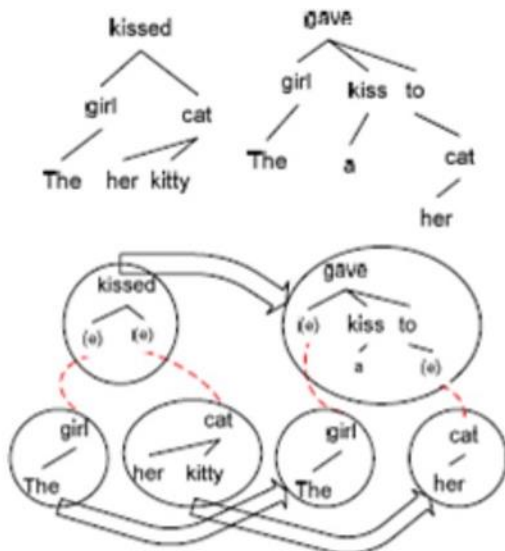 kissed gave
girl cat girl kiss to
The her kitty The a cat
her
kissed gave
(e) (e) (e) kiss to
a (e)
girl cat girl cat
The her kitty The her